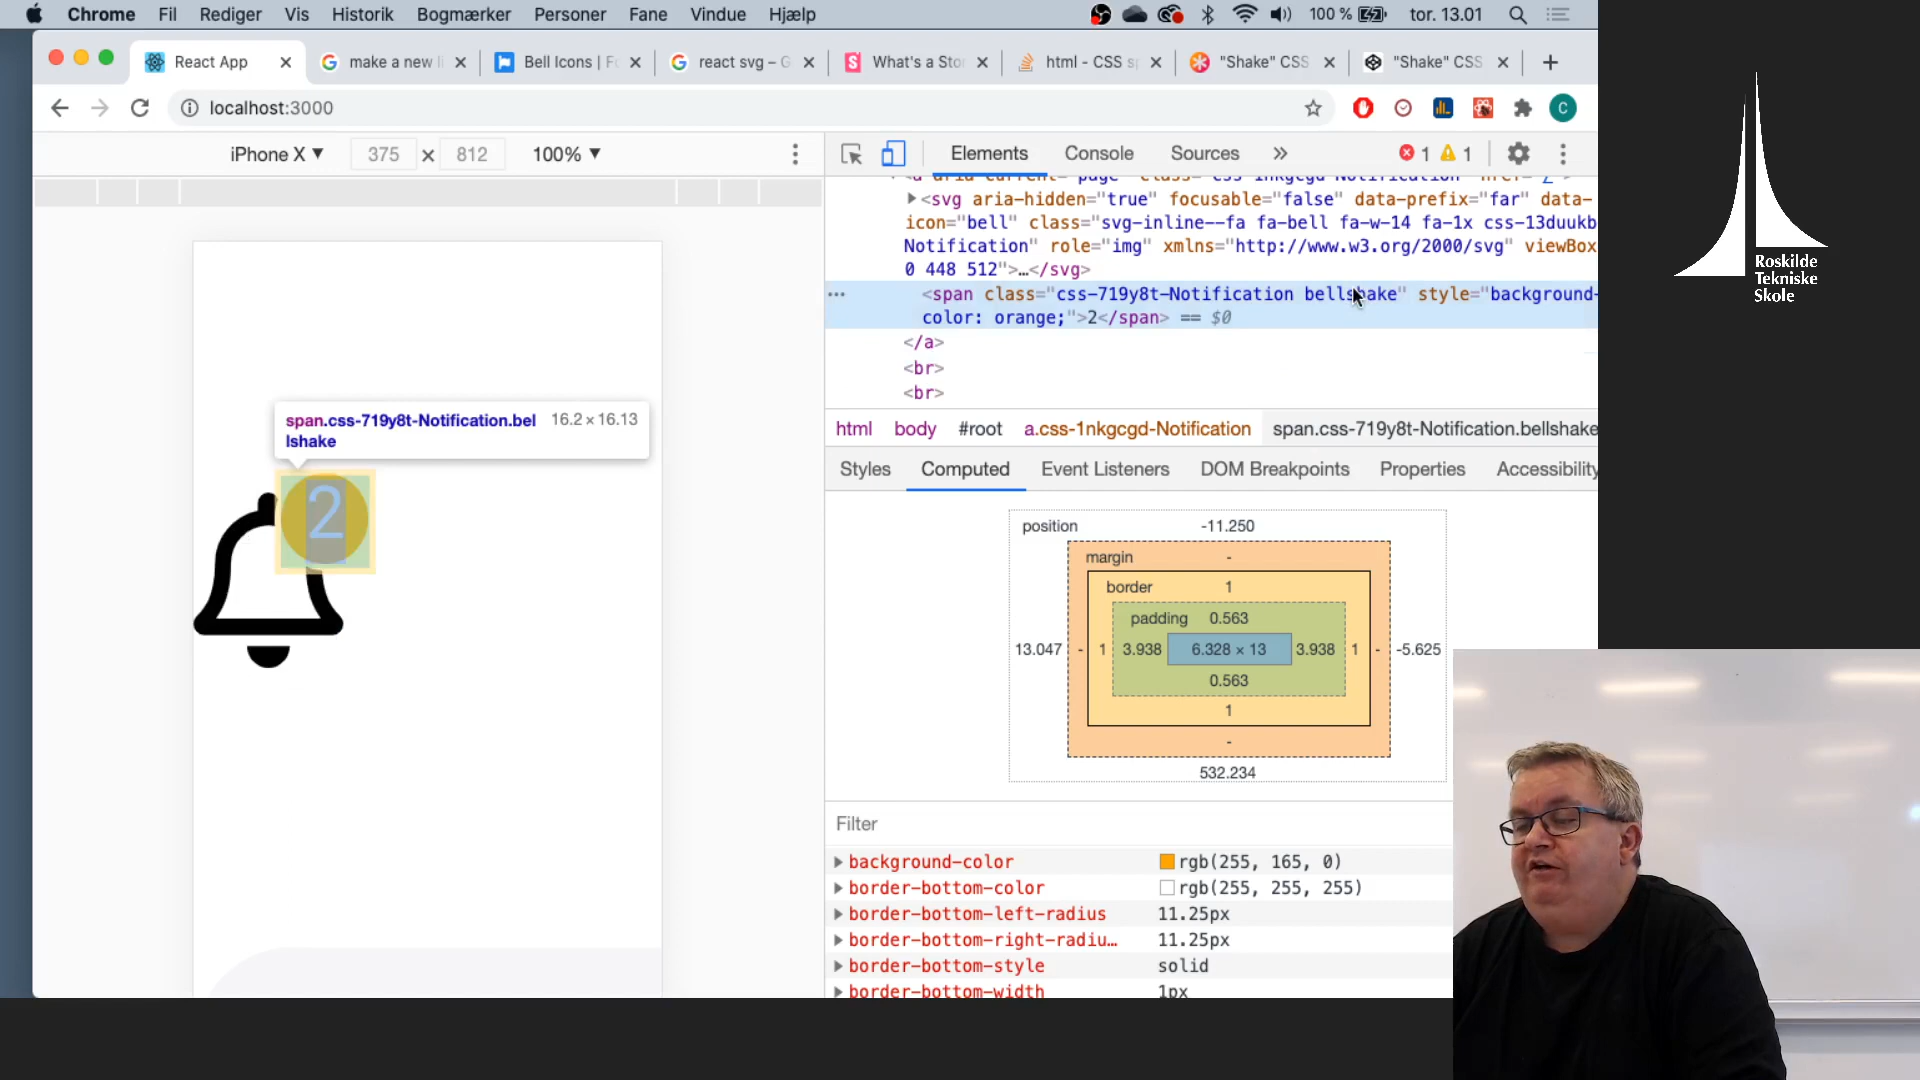 Chrome Fil Rediger Vis Historik Bogmærker Personer Fane Vindue Hjælp 100 % tor. 13.01
React App make a new li Bell Icons | Fo react svg – G What's a Sto html - CSS s "Shake" CSS "Shake" CSS
localhost:3000 C
iPhone X 375 812 100% Elements Console Sources 1 1
<svg aria-hidden="true" focusable="false" data-prefix="far" data-
icon="bell" class="svg-inline--fa fa-bell fa-w-14 fa-1x css-13duukb
Notification" role="img" xmlns="http://www.w3.org/2000/svg" viewBox
0 448 512">…</svg>
<span class="css-719y8t-Notification bellshake" style="background-
color: orange;">2</span> == $0
</a>
<br>
<br>
html body #root a.css-1nkgcgd-Notification span.css-719y8t-Notification.bellshake
span.css-719y8t-Notification.bel 16.2 × 16.13
lshake
2
Styles Computed Event Listeners DOM Breakpoints Properties Accessibility
position -11.250
margin -
border 1
padding 0.563
13.047 - 1 3.938 6.328 × 13 3.938 1 - -5.625
0.563
1
-
532.234
Filter
background-color rgb(255, 165, 0)
border-bottom-color rgb(255, 255, 255)
border-bottom-left-radius 11.25px
border-bottom-right-radiu… 11.25px
border-bottom-style solid
border-bottom-width 1px
Roskilde
Tekniske
Skole